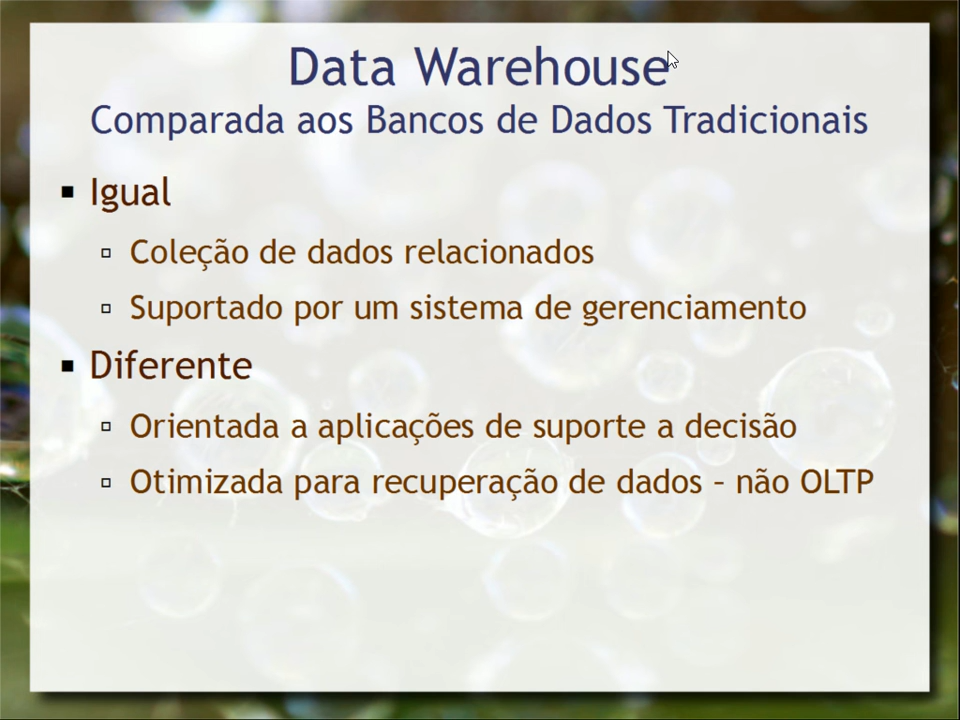 Data Warehouse
Comparada aos Bancos de Dados Tradicionais
Igual
Coleção de dados relacionados
Suportado por um sistema de gerenciamento
Diferente
Orientada a aplicações de suporte a decisão
Otimizada para recuperação de dados – não OLTP